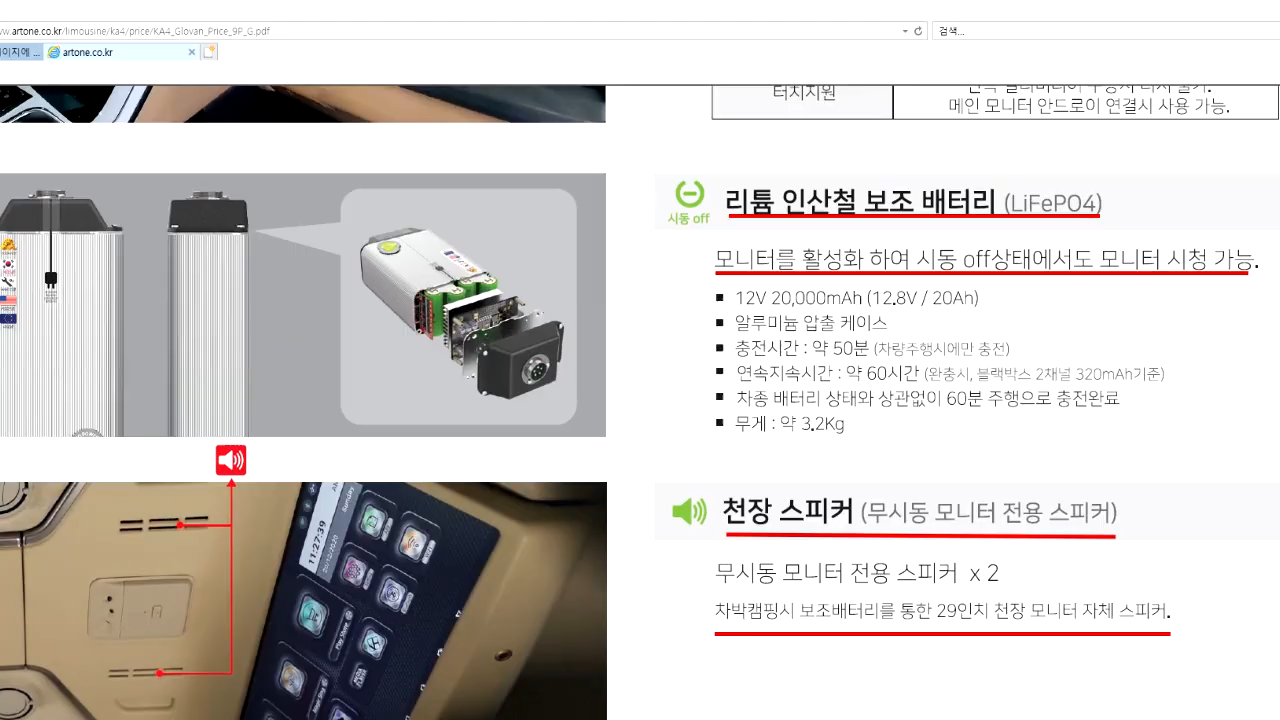 w.artone.co.kr/limousine/ka4/price/KA4_Glovan_Price_9P_G.pdf
검색...
이지에 ...
artone.co.kr
터치지원
메인 모니터 안드로이 연결시 사용 가능.
시동 off
리튬 인산철 보조 배터리 (LiFePO4)
모니터를 활성화 하여 시동 off상태에서도 모니터 시청 가능.
12V 20,000mAh (12.8V / 20Ah)
알루미늄 압출 케이스
충전시간 : 약 50분 (차량주행시에만 충전)
연속지속시간 : 약 60시간 (완충시, 블랙박스 2채널 320mAh기준)
차종 배터리 상태와 상관없이 60분 주행으로 충전완료
무게 : 약 3.2Kg
천장 스피커 (무시동 모니터 전용 스피커)
무시동 모니터 전용 스피커 x 2
차박캠핑시 보조배터리를 통한 29인치 천장 모니터 자체 스피커.
11:27:39
Sunday
Play Store